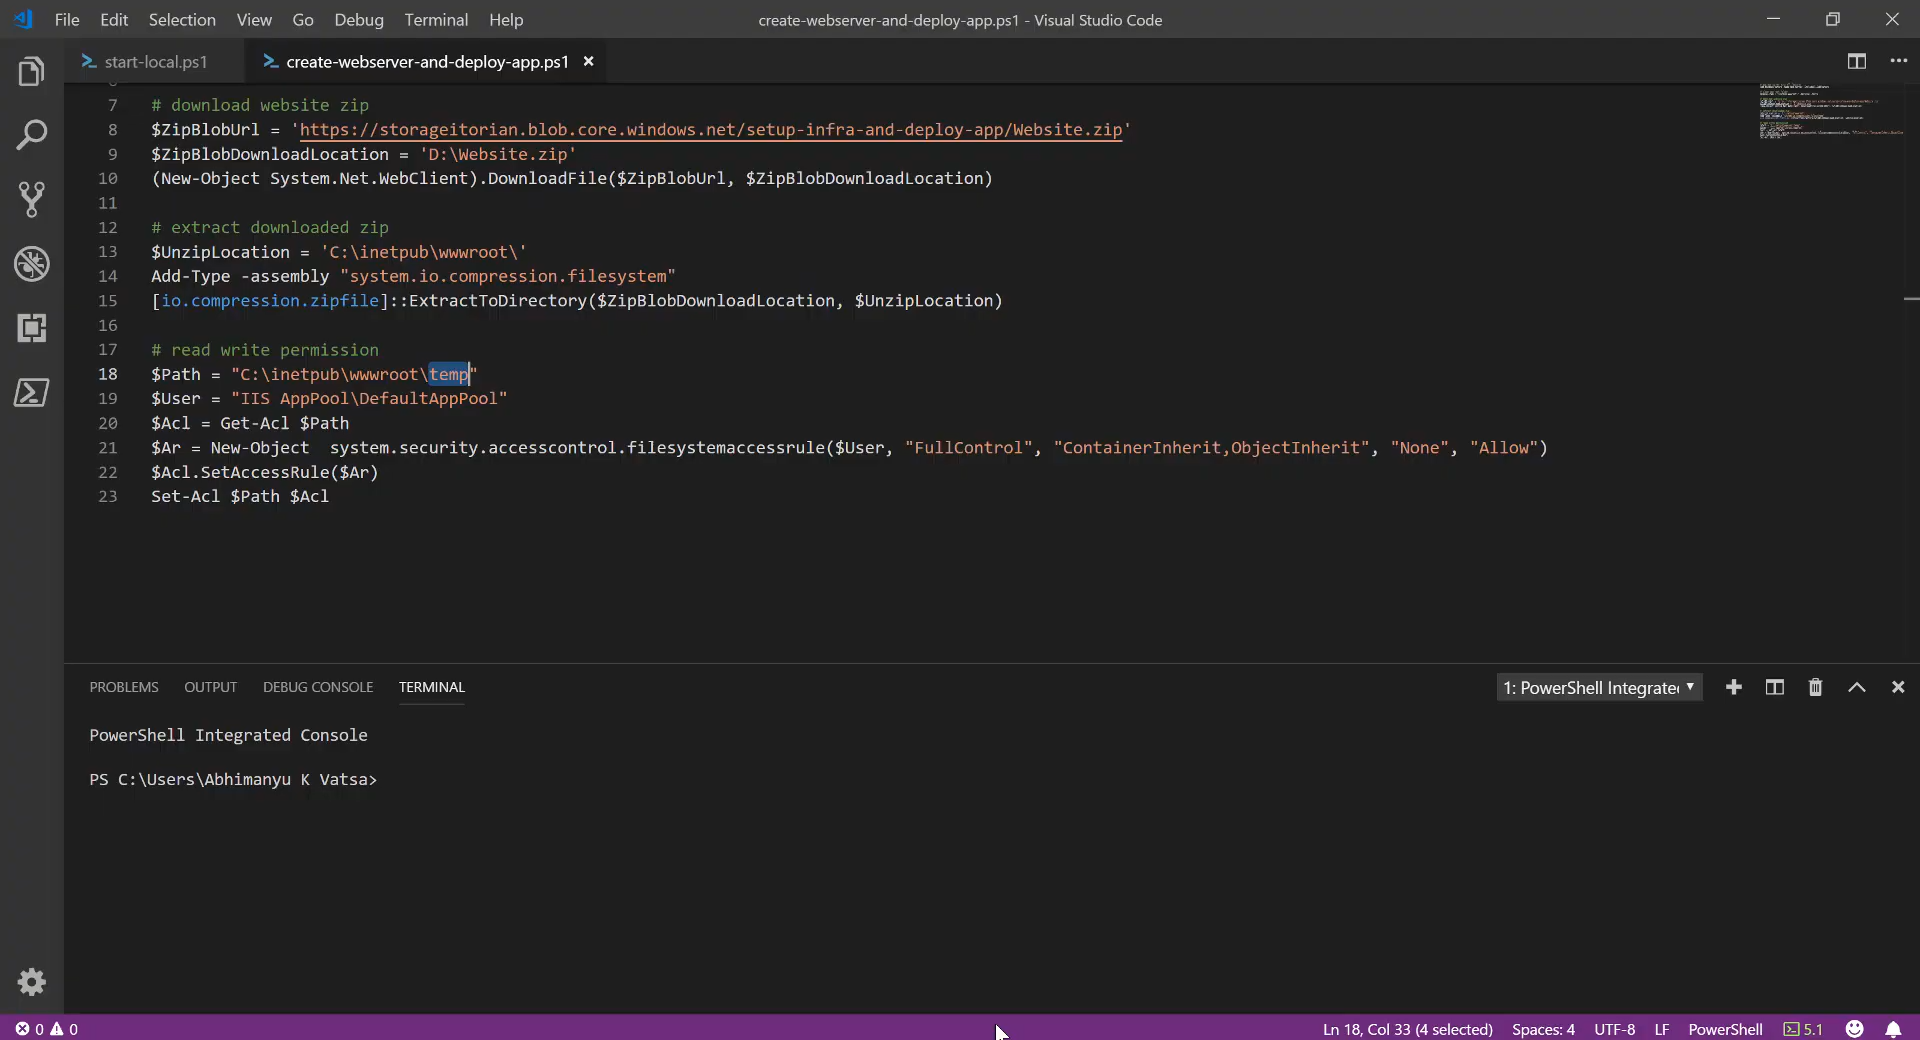 File Edit Selection View Go Debug Terminal Help
create-webserver-and-deploy-app.ps1 - Visual Studio Code
start-local.ps1
create-webserver-and-deploy-app.ps1
7 # download website zip
8 $ZipBlobUrl = 'https://storageitorian.blob.core.windows.net/setup-infra-and-deploy-app/Website.zip'
9 $ZipBlobDownloadLocation = 'D:\Website.zip'
10 (New-Object System.Net.WebClient).DownloadFile($ZipBlobUrl, $ZipBlobDownloadLocation)
11
12 # extract downloaded zip
13 $UnzipLocation = 'C:\inetpub\wwwroot\'
14 Add-Type -assembly "system.io.compression.filesystem"
15 [io.compression.zipfile]::ExtractToDirectory($ZipBlobDownloadLocation, $UnzipLocation)
16
17 # read write permission
18 $Path = "C:\inetpub\wwwroot\temp"
19 $User = "IIS AppPool\DefaultAppPool"
20 $Acl = Get-Acl $Path
21 $Ar = New-Object  system.security.accesscontrol.filesystemaccessrule($User, "FullControl", "ContainerInherit,ObjectInherit", "None", "Allow")
22 $Acl.SetAccessRule($Ar)
23 Set-Acl $Path $Acl
PROBLEMS OUTPUT DEBUG CONSOLE TERMINAL
1: PowerShell Integrated
PowerShell Integrated Console
PS C:\Users\Abhimanyu K Vatsa>
0 0
Ln 18, Col 33 (4 selected) Spaces: 4 UTF-8 LF PowerShell 5.1